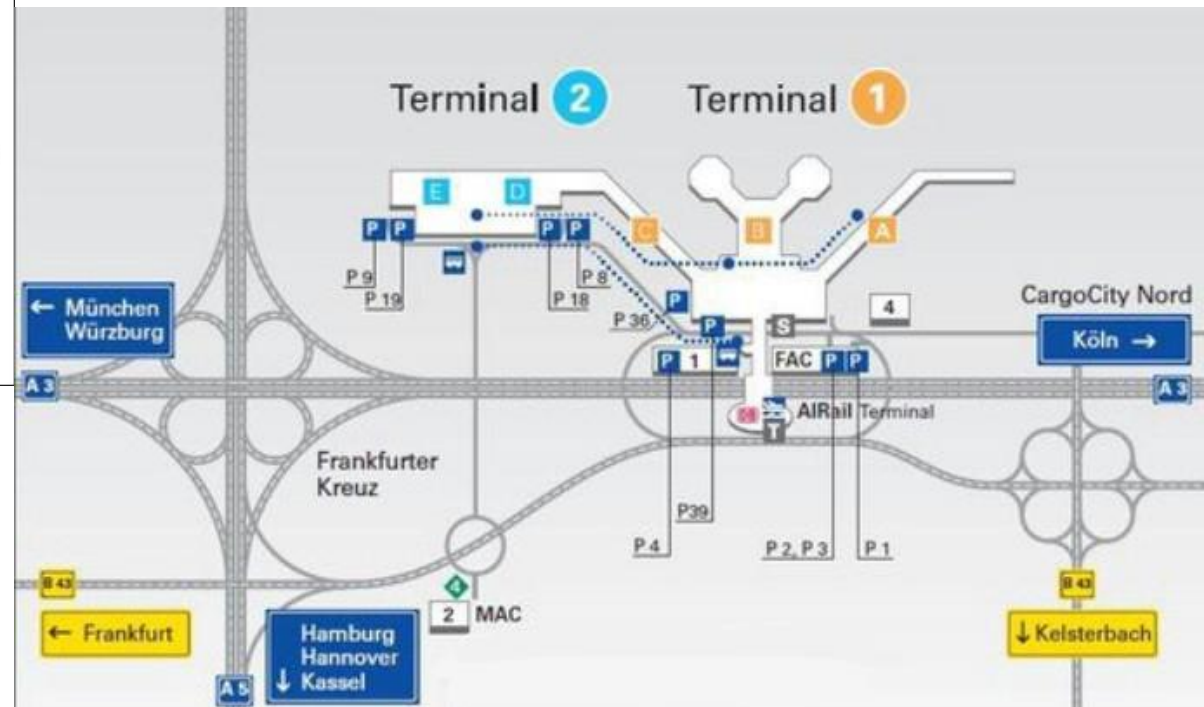 Terminal 2
Terminal 1
E
D
C
B
A
P
P
P
P
P 9
P 19
P 18
P 8
P
P 36
P
4
S
CargoCity Nord
Köln →
← München
Würzburg
P
1
FAC
P
P
A 3
A 3
AIRail Terminal
T
Frankfurter
Kreuz
P39
P 4
P 2, P 3
P 1
B 43
4
2
MAC
B 43
← Frankfurt
Hamburg
Hannover
↓ Kassel
↓ Kelsterbach
A 5